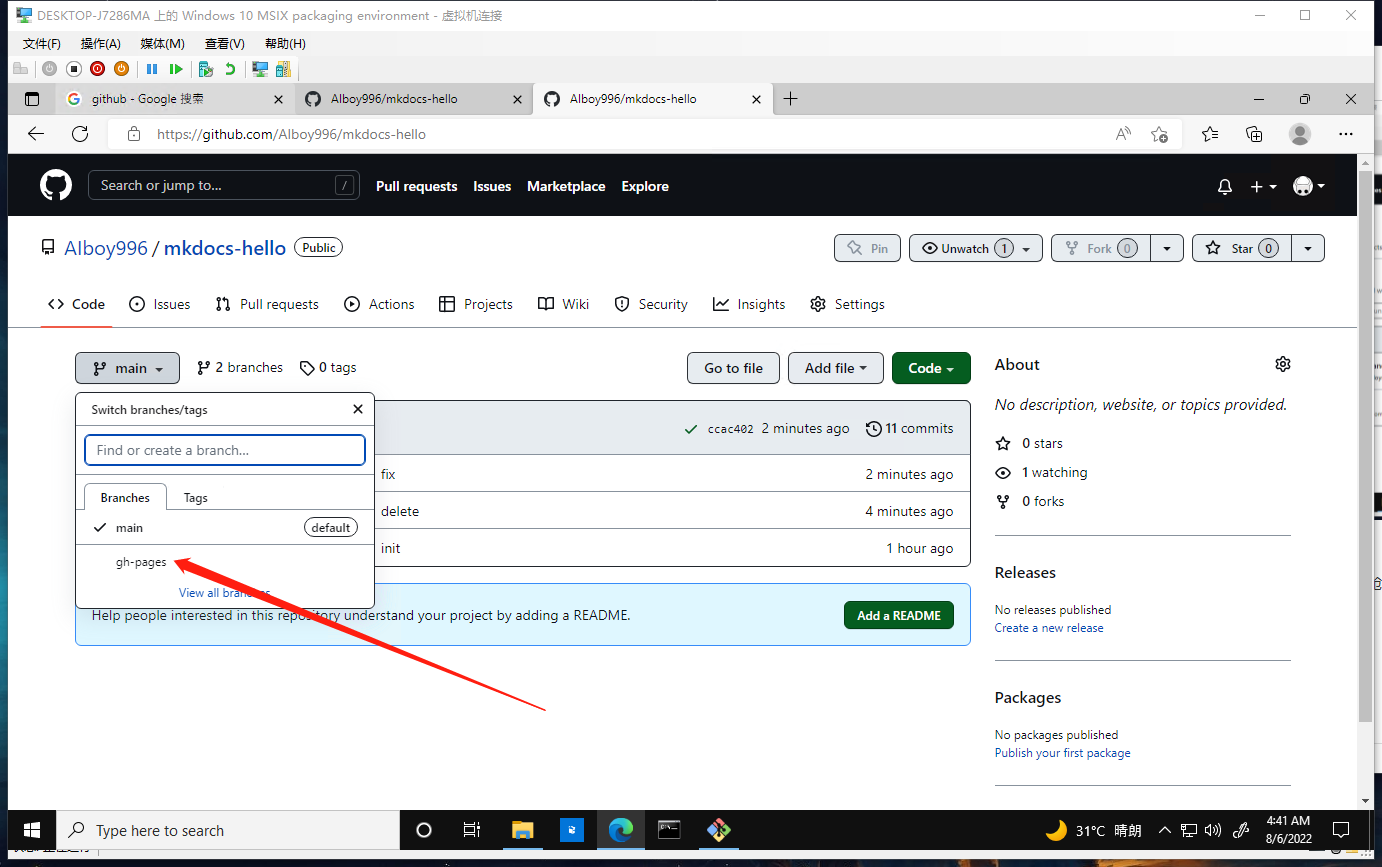 DESKTOP-J7286MA 上的 Windows 10 MSIX packaging environment - 虚拟机连接
文件(F) 操作(A) 媒体(M) 查看(V) 帮助(H)
github - Google 搜索 AIboy996/mkdocs-hello AIboy996/mkdocs-hello
https://github.com/AIboy996/mkdocs-hello
Search or jump to... / Pull requests Issues Marketplace Explore
AIboy996 / mkdocs-hello Public Pin Unwatch 1 Fork 0 Star 0
Code Issues Pull requests Actions Projects Wiki Security Insights Settings
main 2 branches 0 tags Go to file Add file Code
Switch branches/tags
Find or create a branch...
Branches Tags
main default
gh-pages
View all branches
ccac402 2 minutes ago 11 commits
fix 2 minutes ago
delete 4 minutes ago
init 1 hour ago
Help people interested in this repository understand your project by adding a README. Add a README
About
No description, website, or topics provided.
0 stars
1 watching
0 forks
Releases
No releases published
Create a new release
Packages
No packages published
Publish your first package
Type here to search
31°C 晴朗
4:41 AM
8/6/2022